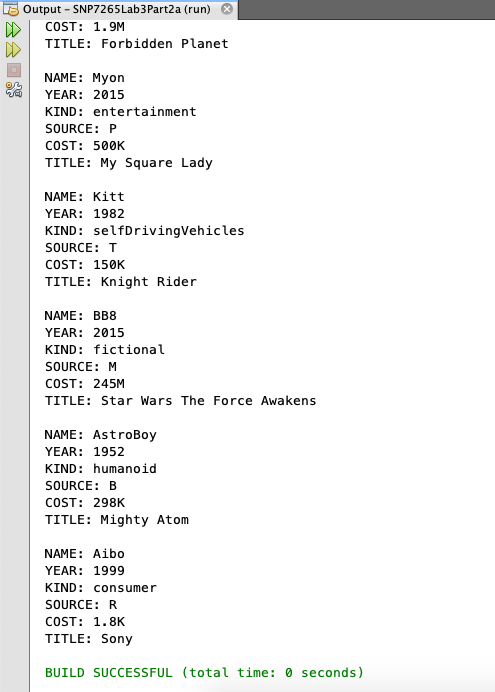 Output – SNP7265Lab3Part2a (run)
COST: 1.9M
TITLE: Forbidden Planet
NAME: Myon
YEAR: 2015
KIND: entertainment
SOURCE: P
COST: 500K
TITLE: My Square Lady
NAME: Kitt
YEAR: 1982
KIND: selfDrivingVehicles
SOURCE: T
COST: 150K
TITLE: Knight Rider
NAME: BB8
YEAR: 2015
KIND: fictional
SOURCE: M
COST: 245M
TITLE: Star Wars The Force Awakens
NAME: AstroBoy
YEAR: 1952
KIND: humanoid
SOURCE: B
COST: 298K
TITLE: Mighty Atom
NAME: Aibo
YEAR: 1999
KIND: consumer
SOURCE: R
COST: 1.8K
TITLE: Sony
BUILD SUCCESSFUL (total time: 0 seconds)